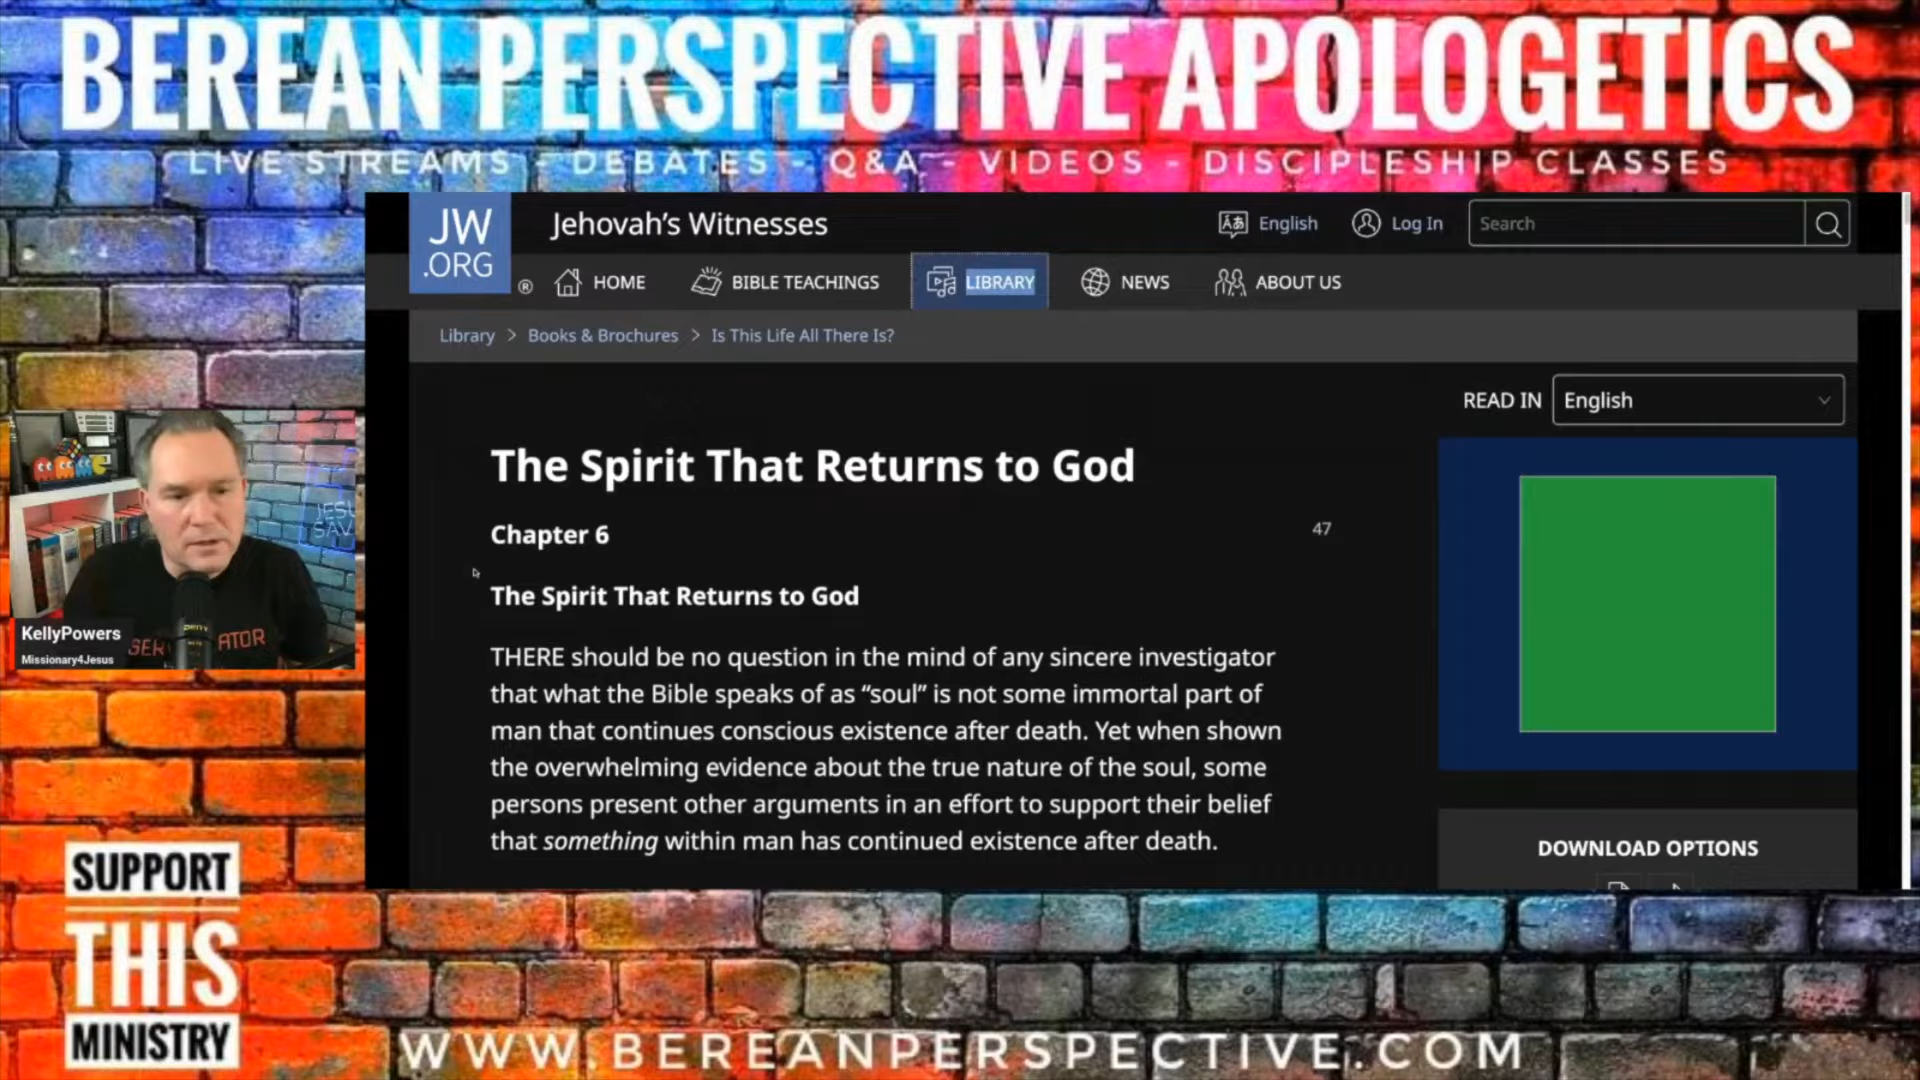 BEREAN PERSPECTIVE APOLOGETICS
LIVE STREAMS - DEBATES - Q&A - VIDEOS - DISCIPLESHIP CLASSES
JW
.ORG
®
Jehovah's Witnesses
English
Log In
Search
HOME
BIBLE TEACHINGS
LIBRARY
NEWS
ABOUT US
Library > Books & Brochures > Is This Life All There Is?
READ IN
English
The Spirit That Returns to God
Chapter 6
47
The Spirit That Returns to God
THERE should be no question in the mind of any sincere investigator
that what the Bible speaks of as “soul” is not some immortal part of
man that continues conscious existence after death. Yet when shown
the overwhelming evidence about the true nature of the soul, some
persons present other arguments in an effort to support their belief
that something within man has continued existence after death.
DOWNLOAD OPTIONS
KellyPowers
Missionary4Jesus
SUPPORT
THIS
MINISTRY
WWW.BEREANPERSPECTIVE.COM